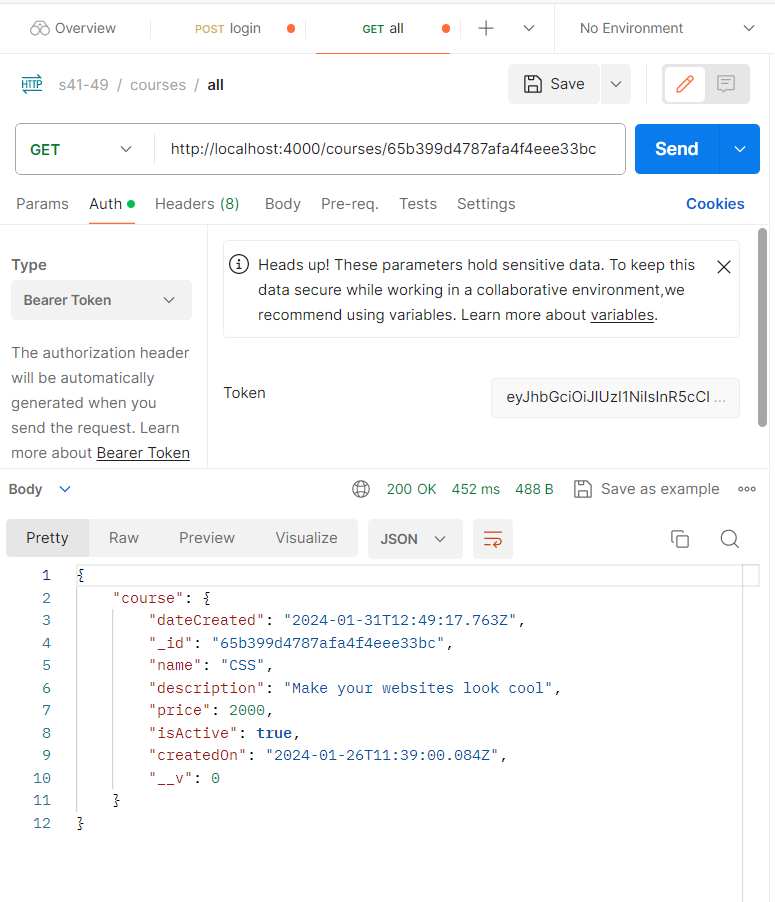 Overview POST login GET all No Environment
HTTP s41-49 / courses / all Save
GET http://localhost:4000/courses/65b399d4787afa4f4eee33bc Send
Params Auth Headers (8) Body Pre-req. Tests Settings Cookies
Type
Bearer Token
The authorization header
will be automatically
generated when you
send the request. Learn
more about Bearer Token
Heads up! These parameters hold sensitive data. To keep this
data secure while working in a collaborative environment,we
recommend using variables. Learn more about variables.
Token eyJhbGciOiJIUzI1NiIsInR5cCI ...
Body 200 OK 452 ms 488 B Save as example
Pretty Raw Preview Visualize JSON
1 {
2 "course": {
3 "dateCreated": "2024-01-31T12:49:17.763Z",
4 "_id": "65b399d4787afa4f4eee33bc",
5 "name": "CSS",
6 "description": "Make your websites look cool",
7 "price": 2000,
8 "isActive": true,
9 "createdOn": "2024-01-26T11:39:00.084Z",
10 "__v": 0
11 }
12 }